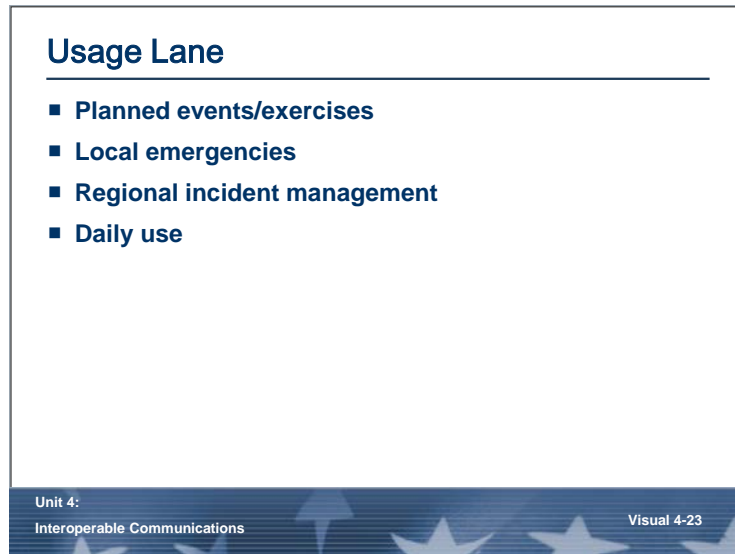 Usage Lane
■ Planned events/exercises
■ Local emergencies
■ Regional incident management
■ Daily use
Unit 4:
Interoperable Communications
Visual 4-23